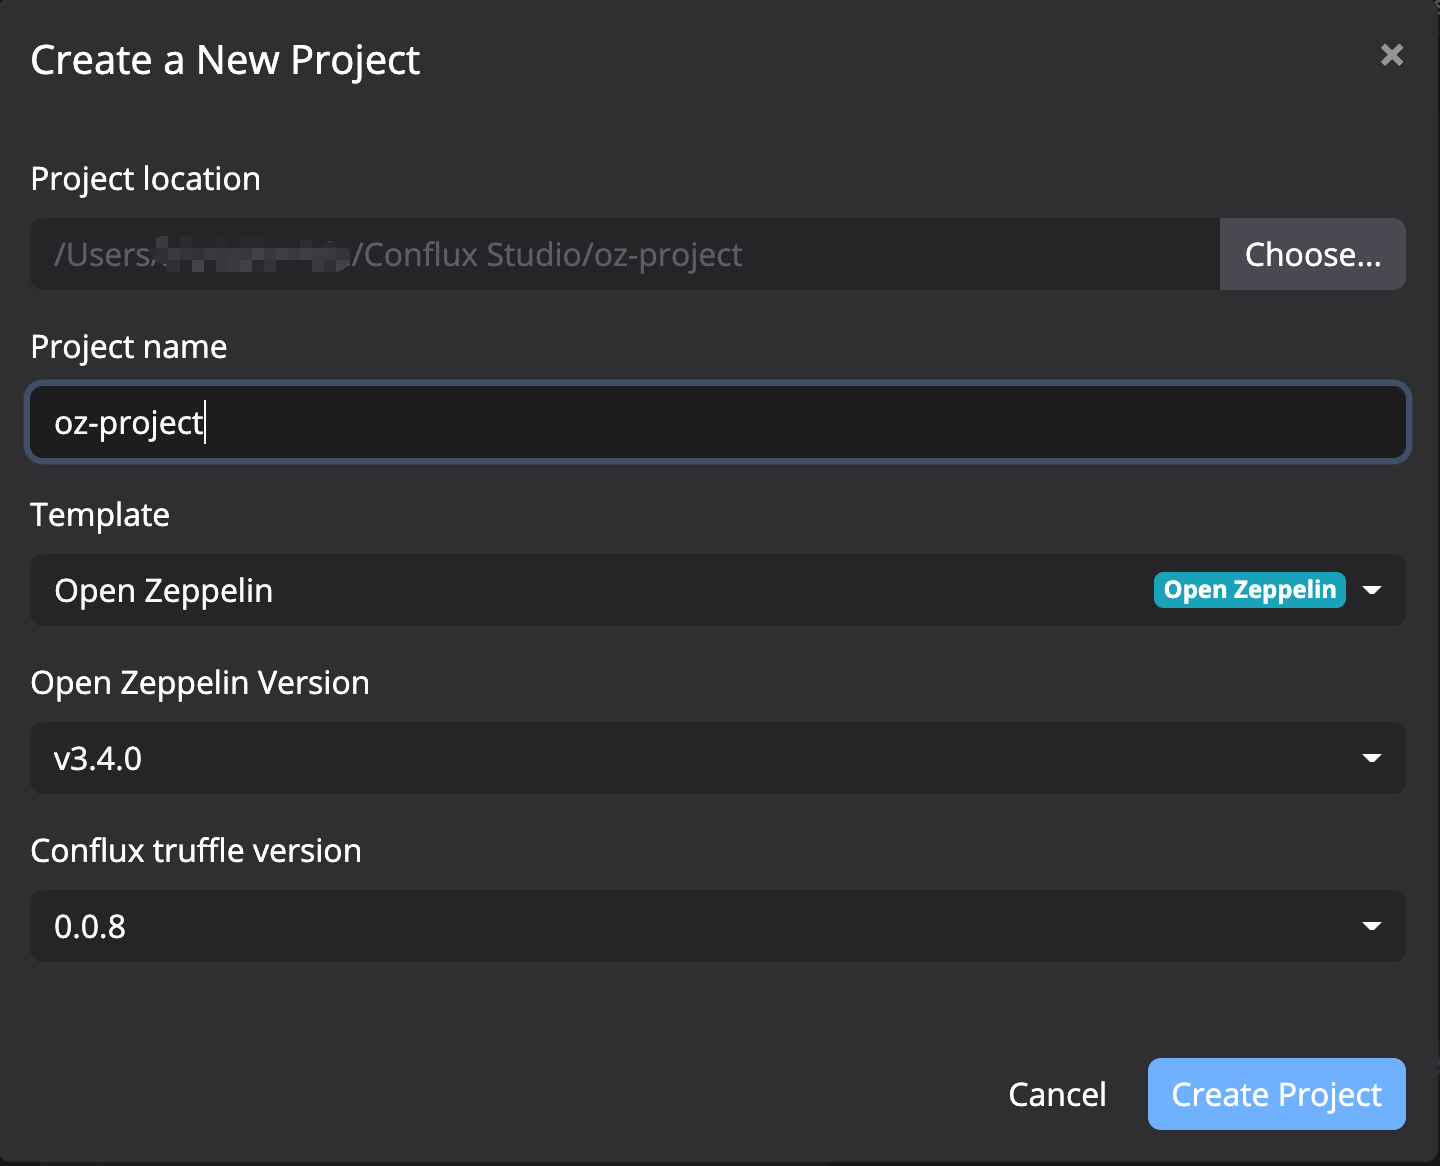 Create a New Project
Project location
/Users/ /Conflux Studio/oz-project
Choose...
Project name
oz-project
Template
Open Zeppelin
Open Zeppelin
Open Zeppelin Version
v3.4.0
Conflux truffle version
0.0.8
Cancel
Create Project